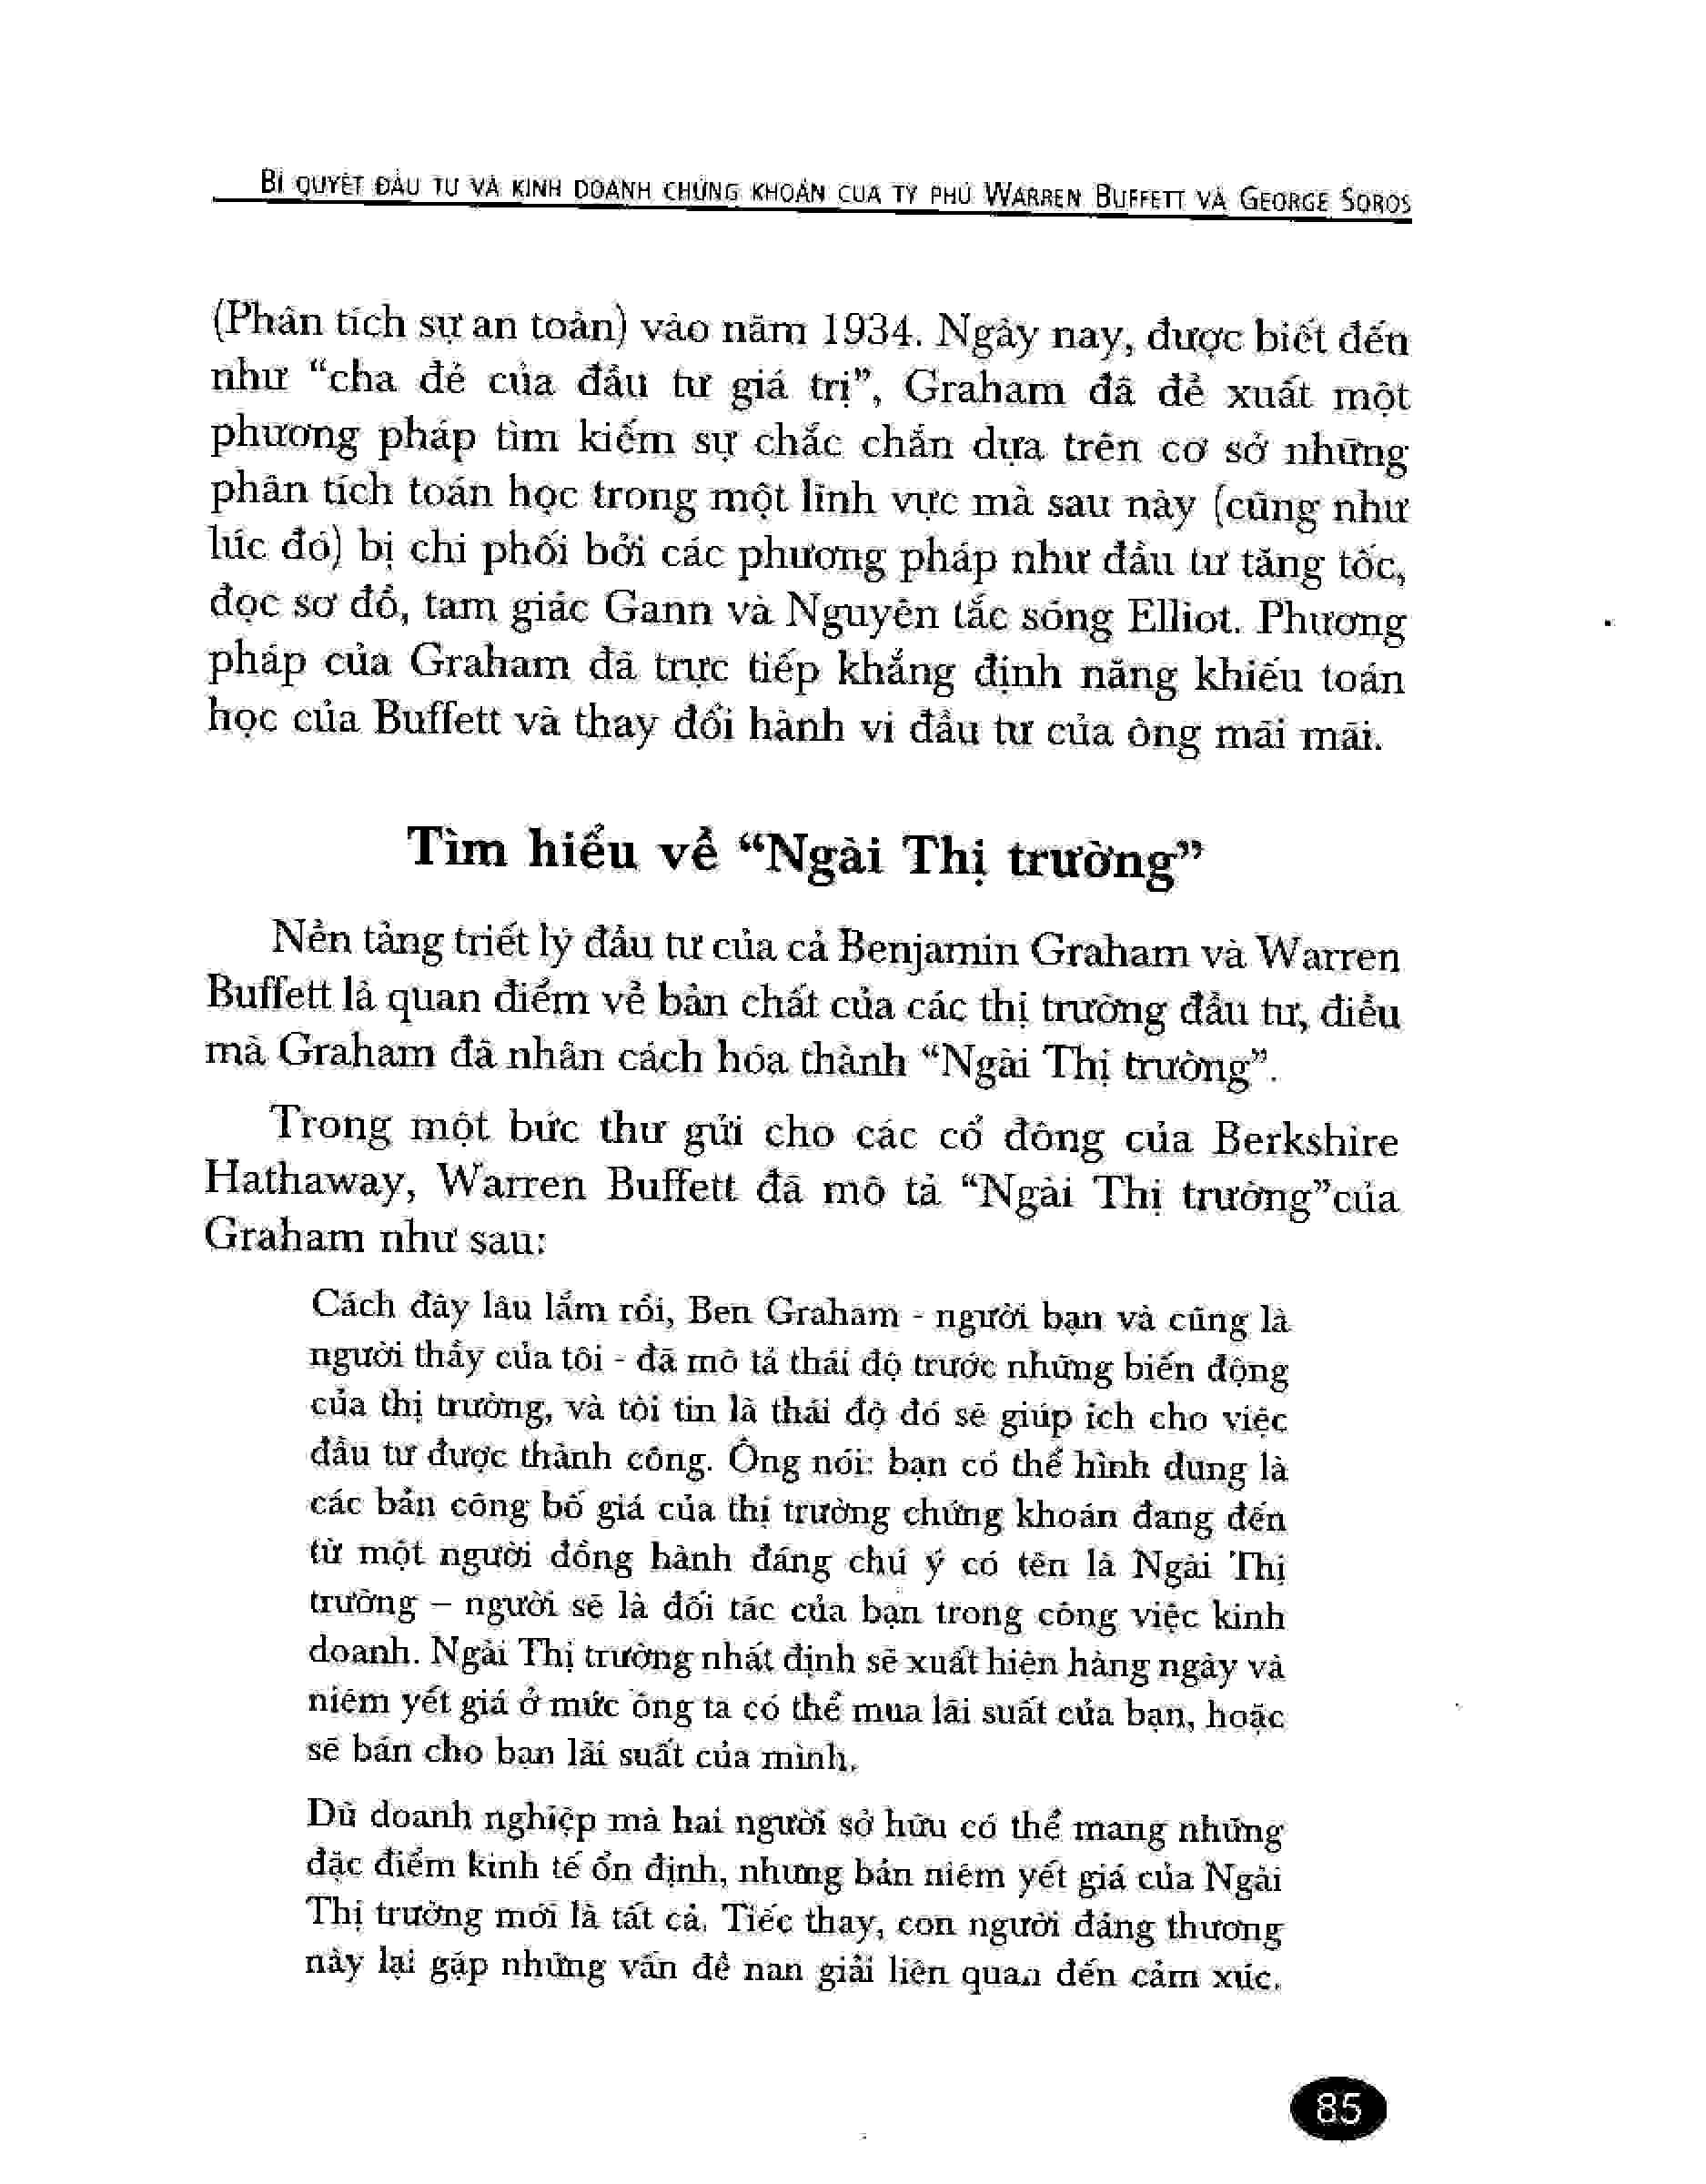 BÍ QUYẾT ĐẦU TƯ VÀ KINH DOANH CHỨNG KHOÁN CỦA TỶ PHÚ WARREN BUFFETT VÀ GEORGE SOROS
(Phân tích sự an toàn) vào năm 1934. Ngày nay, được biết đến
như “cha đẻ của đầu tư giá trị”, Graham đã đề xuất một
phương pháp tìm kiếm sự chắc chắn dựa trên cơ sở những
phân tích toán học trong một lĩnh vực mà sau này (cũng như
lúc đó) bị chi phối bởi các phương pháp như đầu tư tăng tốc,
đọc sơ đồ, tam giác Gann và Nguyên tắc sóng Elliot. Phương
pháp của Graham đã trực tiếp khẳng định năng khiếu toán
học của Buffett và thay đổi hành vi đầu tư của ông mãi mãi.
Tìm hiểu về “Ngài Thị trường”
Nền tảng triết lý đầu tư của cả Benjamin Graham và Warren
Buffett là quan điểm về bản chất của các thị trường đầu tư, điều
mà Graham đã nhân cách hóa thành “Ngài Thị trường”.
Trong một bức thư gửi cho các cổ đông của Berkshire
Hathaway, Warren Buffett đã mô tả “Ngài Thị trường”của
Graham như sau:
Cách đây lâu lắm rồi, Ben Graham - người bạn và cũng là
người thầy của tôi - đã mô tả thái độ trước những biến động
của thị trường, và tôi tin là thái độ đó sẽ giúp ích cho việc
đầu tư được thành công. Ông nói: bạn có thể hình dung là
các bản công bố giá của thị trường chứng khoán đang đến
từ một người đồng hành đáng chú ý có tên là Ngài Thị
trường – người sẽ là đối tác của bạn trong công việc kinh
doanh. Ngài Thị trường nhất định sẽ xuất hiện hàng ngày và
niêm yết giá ở mức ông ta có thể mua lãi suất của bạn, hoặc
sẽ bán cho bạn lãi suất của mình.
Dù doanh nghiệp mà hai người sở hữu có thể mang những
đặc điểm kinh tế ổn định, nhưng bản niêm yết giá của Ngài
Thị trường mới là tất cả. Tiếc thay, con người đáng thương
này lại gặp những vấn đề nan giải liên quan đến cảm xúc.
85